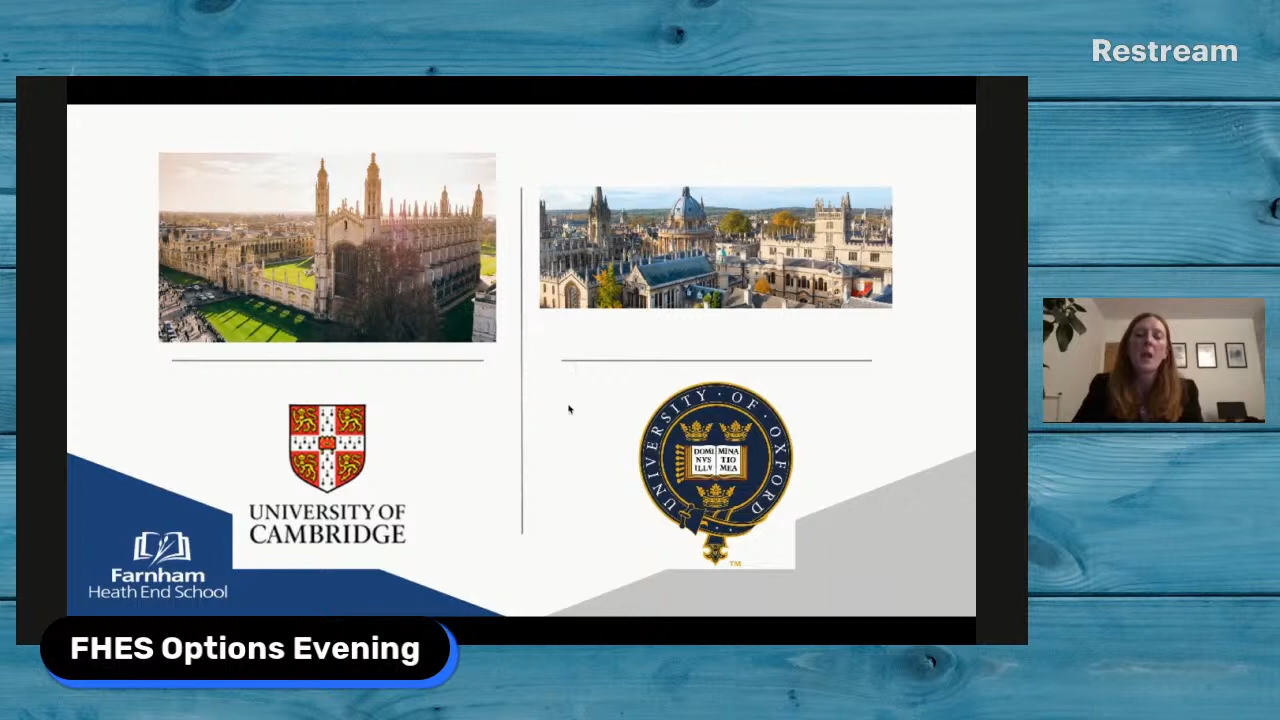 Restream
UNIVERSITY OF
CAMBRIDGE
UNIVERSITY · OF · OXFORD
DOMI MINA
NVS TIO
ILLV MEA
TM
Farnham
Heath End School
FHES Options Evening